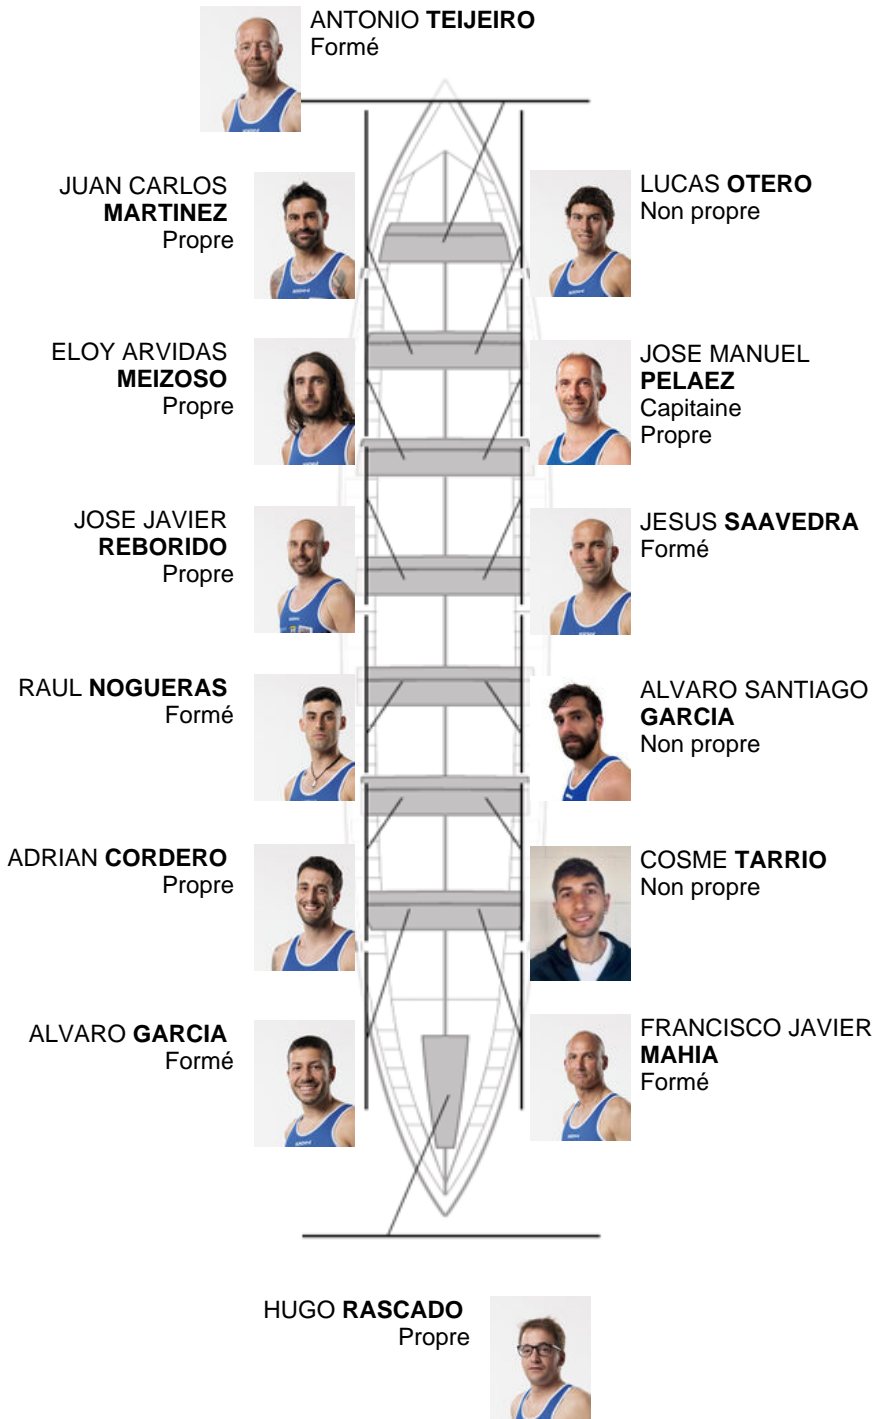 ANTONIO TEIJEIRO
Formé
JUAN CARLOS
MARTINEZ
Propre
LUCAS OTERO
Non propre
ELOY ARVIDAS
MEIZOSO
Propre
JOSE MANUEL
PELAEZ
Capitaine
Propre
JOSE JAVIER
REBORIDO
Propre
JESUS SAAVEDRA
Formé
RAUL NOGUERAS
Formé
ALVARO SANTIAGO
GARCIA
Non propre
ADRIAN CORDERO
Propre
COSME TARRIO
Non propre
ALVARO GARCIA
Formé
FRANCISCO JAVIER
MAHIA
Formé
HUGO RASCADO
Propre